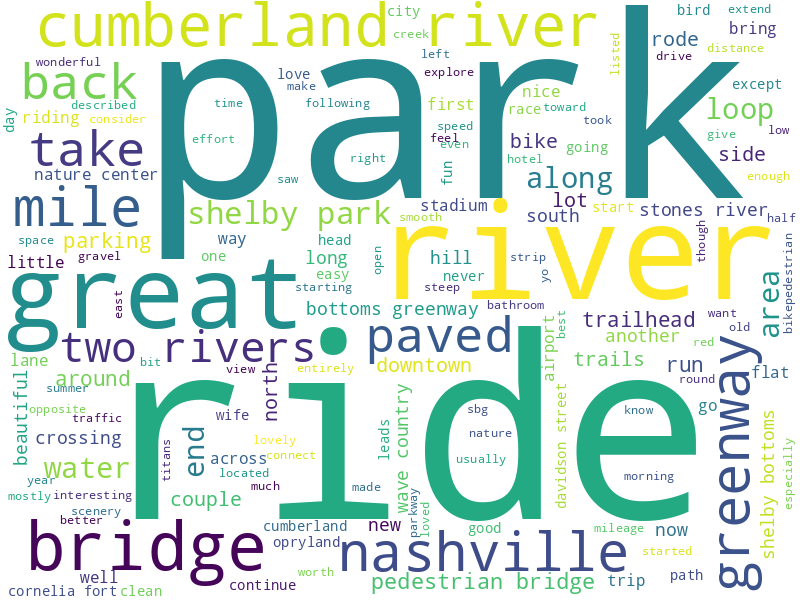 cumberland river
city
creek
bird
extend
park
left
listed
rode
bring
wonderful
explore
drive
distance
back
described
time
love
make
following
first
nice
race
toward
took
except
loop
day
riding
consider
effort
speed
even
feel
bike
going
give
low
take
right
hotel
side
nature center
saw
fun
along
enough
mile
shelby park
smooth
stadium
lot
south
start
stones river
half
space
parking
way
head
river
though
bikepedestrian
little
gravel
one
long
open
hill
strip
area
great
east
easy
never
yo
starting
steep
bathroom
want
old
bottoms greenway
trailhead
two rivers
paved
airport
best
another
red
lane
bit
view
entirely
downtown
trails
run
round
flat
around
north
greenway
beautiful
summer
ride
opposite
traffic
wife
sbg
know
go
crossing
titans
end
across
lovely
connect
leads
wave country
nature
davidson street
shelby bottoms
especially
water
located
usually
morning
year
mostly
interesting
much
made
scenery
couple
parkway
loved
better
cumberland
new
good
mileage
now
bridge
opryland
nashville
started
well
continue
worth
pedestrian bridge
trip
path
cornelia fort
clean